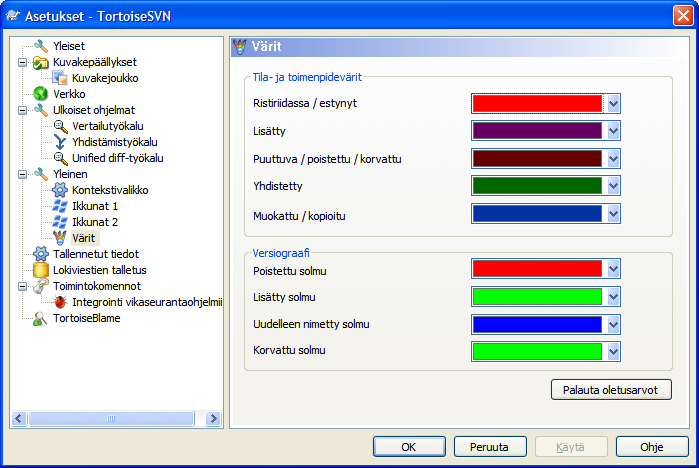 Asetukset - TortoiseSVN
Yleiset
Kuvakepäällykset
Kuvakejoukko
Verkko
Ulkoiset ohjelmat
Vertailutyökalu
Yhdistämistyökalu
Unified diff-työkalu
Yleinen
Kontekstivalikko
Ikkunat 1
Ikkunat 2
Värit
Tallennetut tiedot
Lokiviestien talletus
Toimintokomennot
Integrointi vikaseurantaohjelmii
TortoiseBlame
Värit
Tila- ja toimenpidevärit
Ristiriidassa / estynyt
Lisätty
Puuttuva / poistettu / korvattu
Yhdistetty
Muokattu / kopioitu
Versiograafi
Poistettu solmu
Lisätty solmu
Uudelleen nimetty solmu
Korvattu solmu
Palauta oletusarvot
OK
Peruuta
Käytä
Ohje